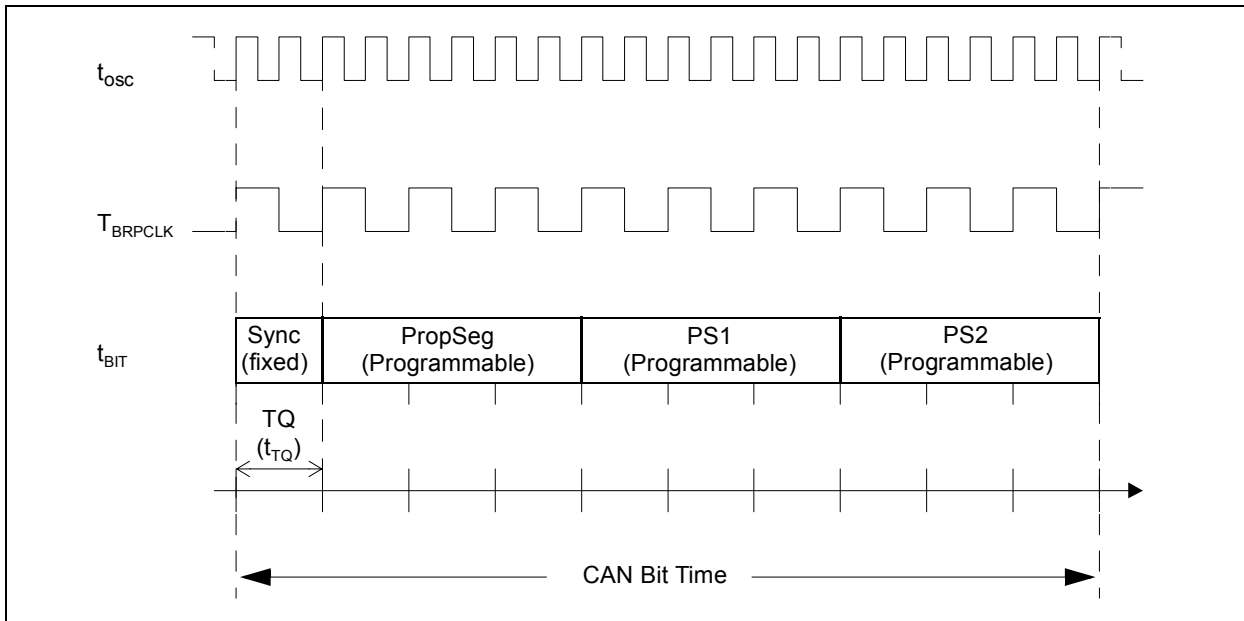 tosc
TBRPCLK
tBIT
Sync
(fixed)
PropSeg
(Programmable)
PS1
(Programmable)
PS2
(Programmable)
TQ
(tTQ)
CAN Bit Time